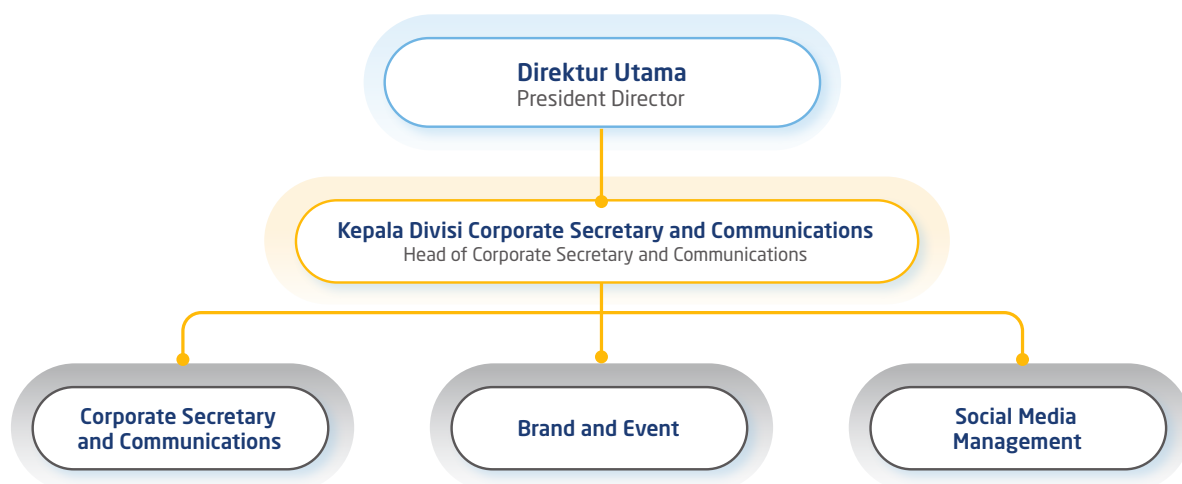 Direktur Utama
President Director
Kepala Divisi Corporate Secretary and Communications
Head of Corporate Secretary and Communications
Corporate Secretary
and Communications
Brand and Event
Social Media
Management